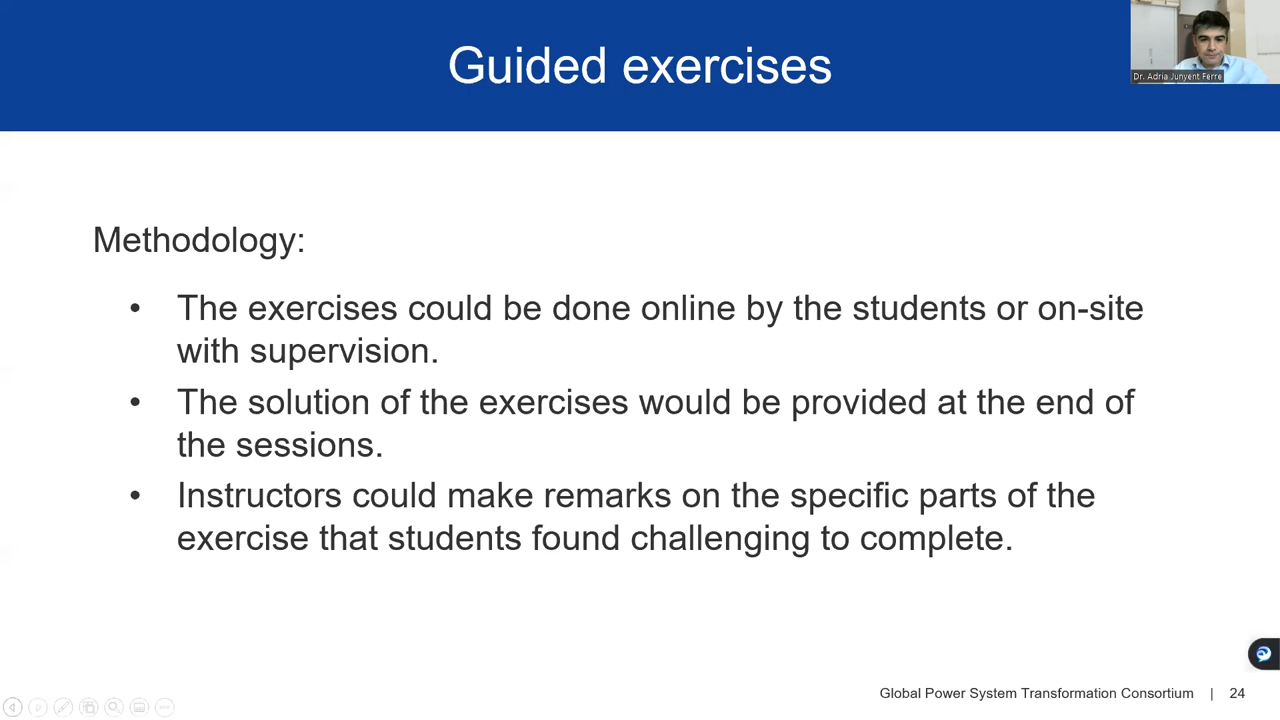 Guided exercises
Dr. Adria Junyent Ferre
Methodology:
• The exercises could be done online by the students or on-site
with supervision.
• The solution of the exercises would be provided at the end of
the sessions.
• Instructors could make remarks on the specific parts of the
exercise that students found challenging to complete.
Global Power System Transformation Consortium | 24